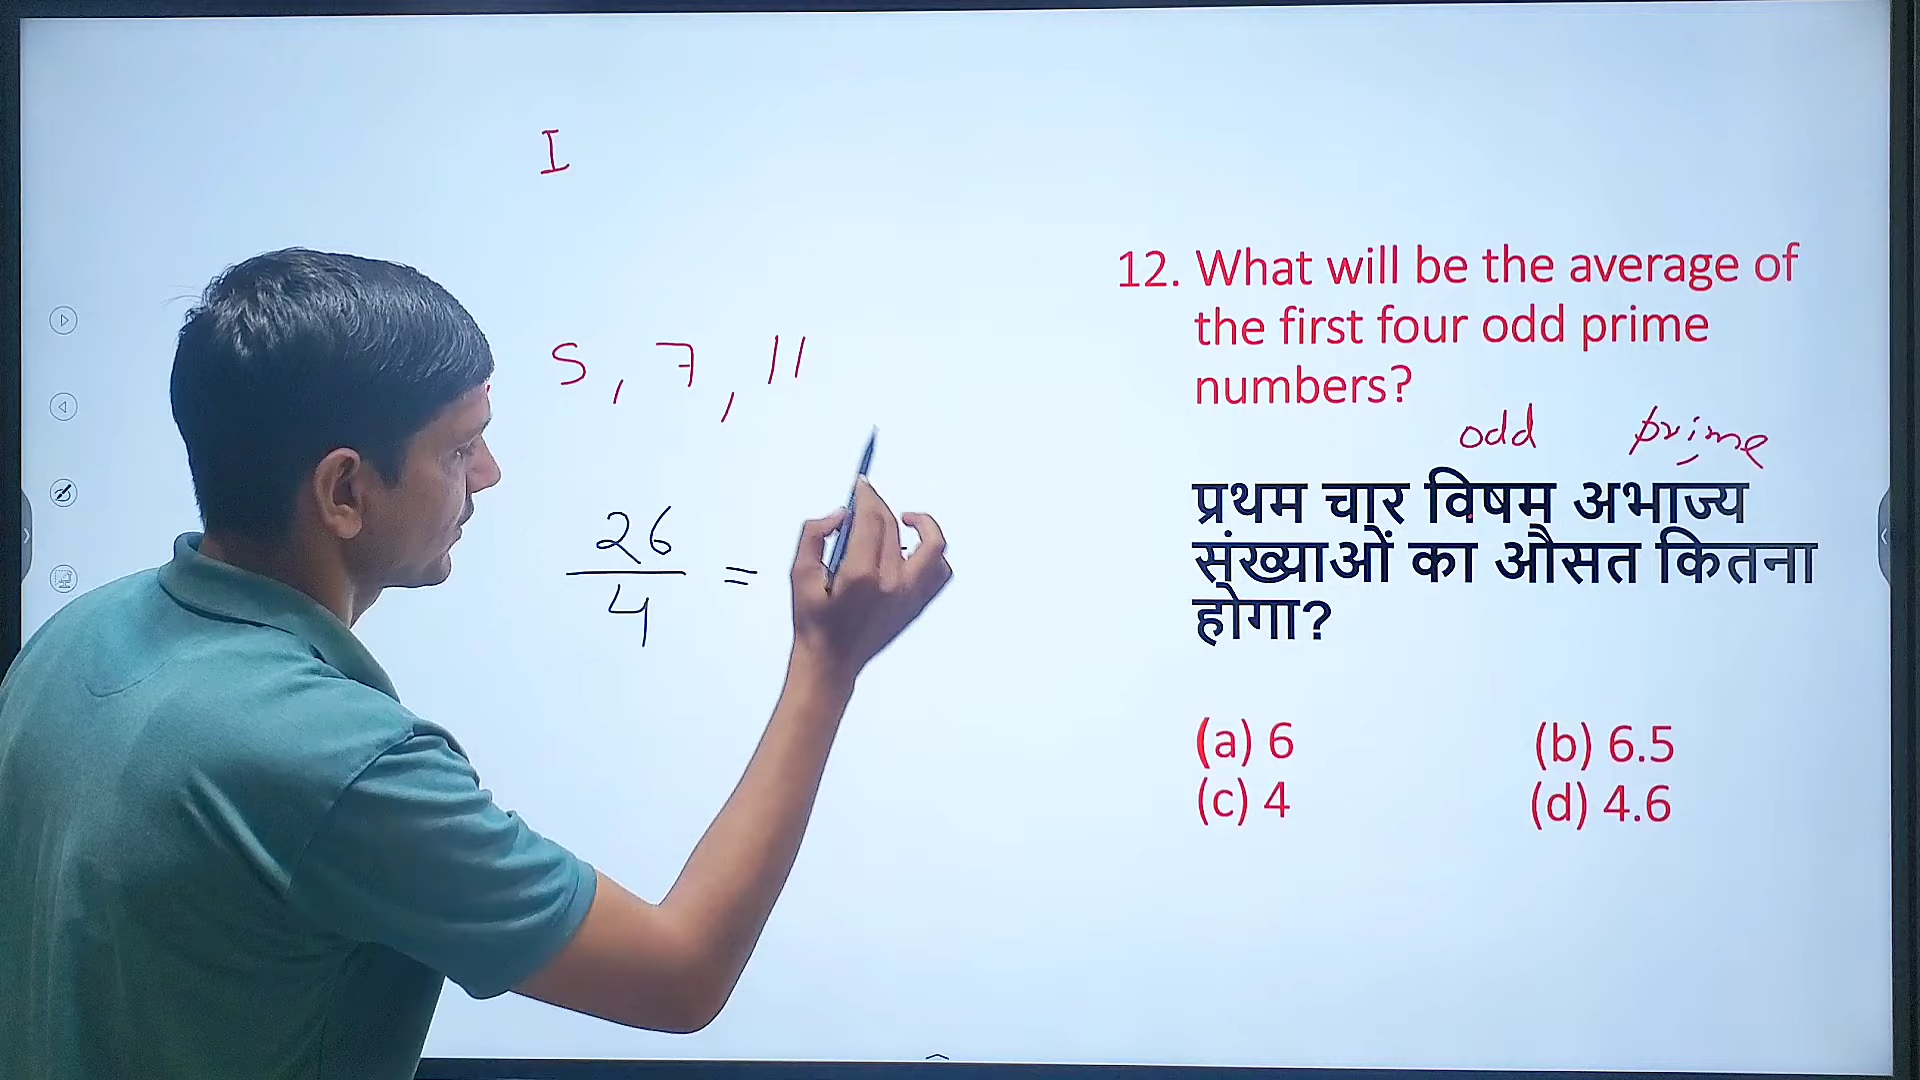 I
5, 7, 11
26
4
=
12. What will be the average of
the first four odd prime
numbers?
odd prime
प्रथम चार विषम अभाज्य
संख्याओं का औसत कितना
होगा?
(a) 6 (b) 6.5
(c) 4 (d) 4.6